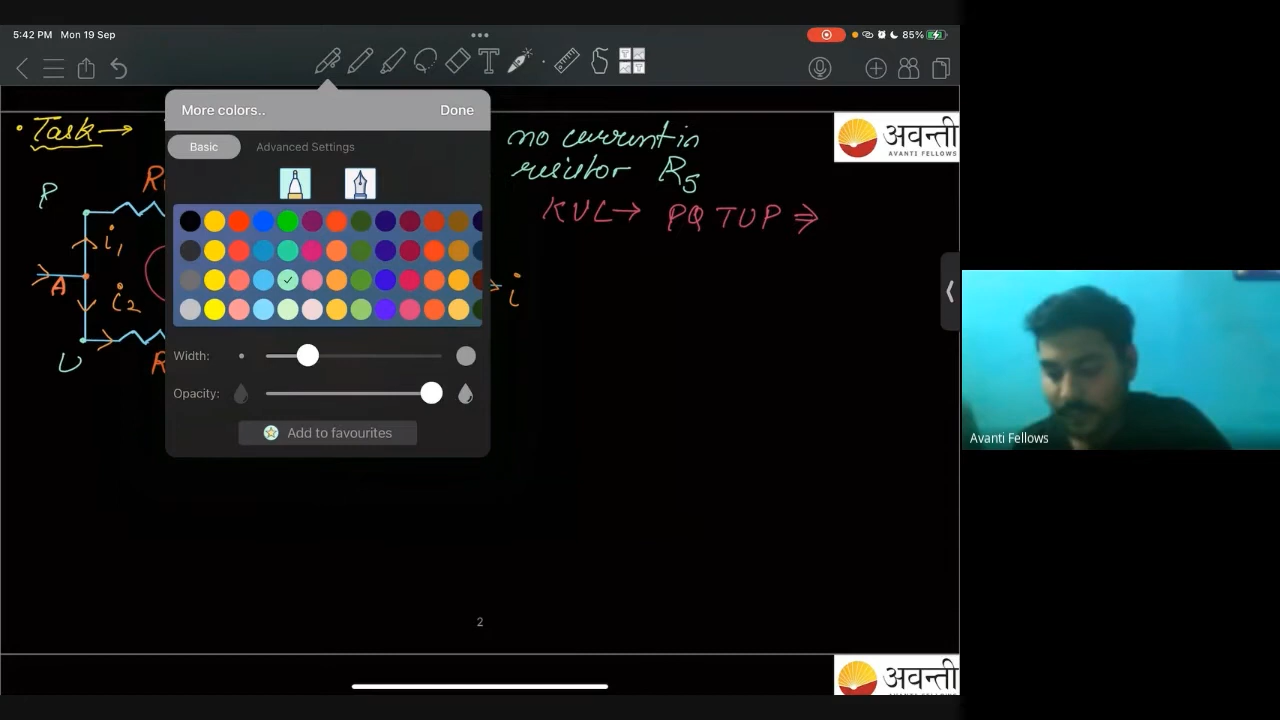 5:42 PM Mon 19 Sep
85%
More colors..
Done
Basic
Advanced Settings
Width:
Opacity:
Add to favourites
• Task →
no current in
resistor R5
KVL → PQTUP ⇒
P
R
i1
A
i2
i
U
R
अवन्ती
AVANTI FELLOWS
Avanti Fellows
2
अवन्ती